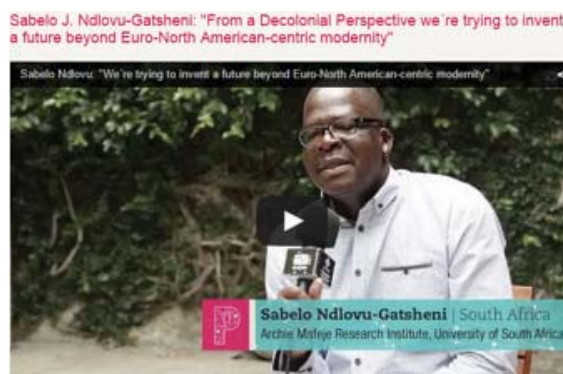 Sabelo J. Ndlovu-Gatsheni: "From a Decolonial Perspective we´re trying to invent
a future beyond Euro-North American-centric modernity"
Sabelo Ndlovu: "We´re trying to invent a future beyond Euro-North American-centric modernity"
Sabelo Ndlovu-Gatsheni | South Africa
Archie Mafeje Research Institute, University of South Africa